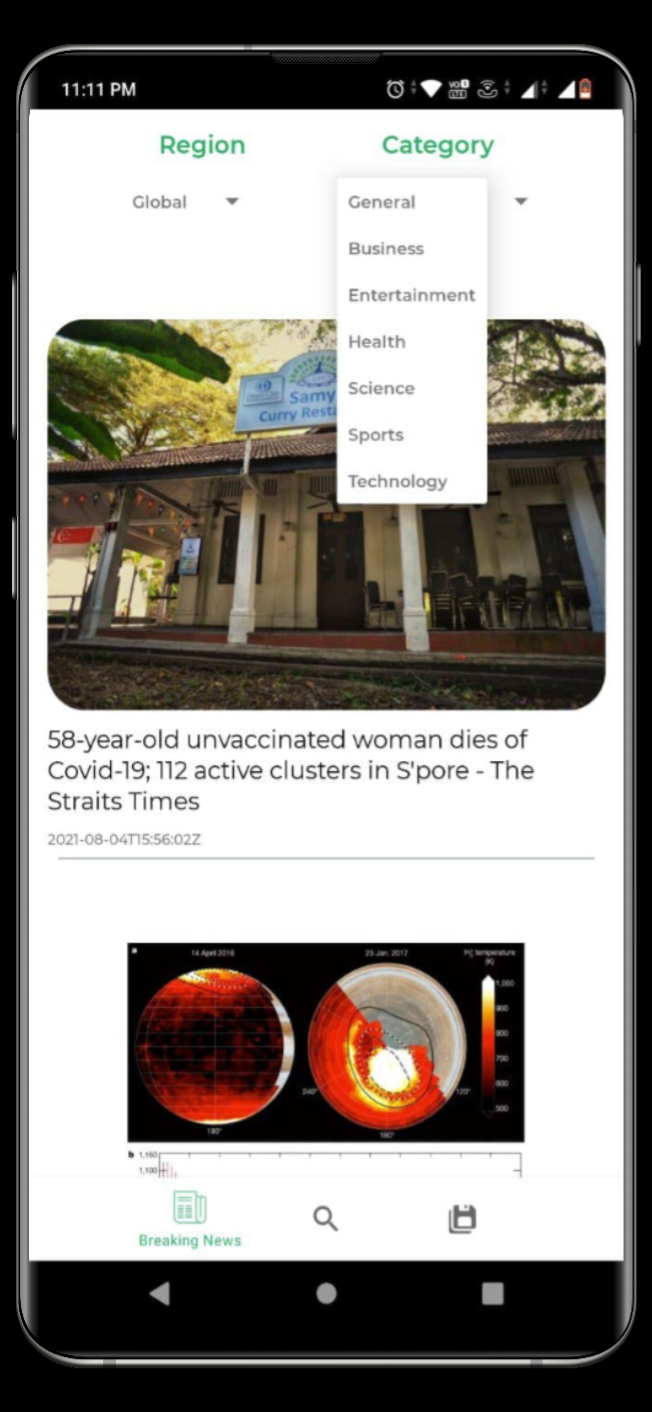 11:11 PM
VO
LTE
Region
Category
Global
General
Business
Entertainment
Health
Science
Sports
Technology
Samy
Curry Resta
58-year-old unvaccinated woman dies of
Covid-19; 112 active clusters in S'pore - The
Straits Times
2021-08-04T15:56:02Z
a
14 April 2016
25 Jan. 2017
temperature
(K)
1,000
900
800
700
600
500
240°
120°
180°
180°
b
1,150
1,100
Breaking News